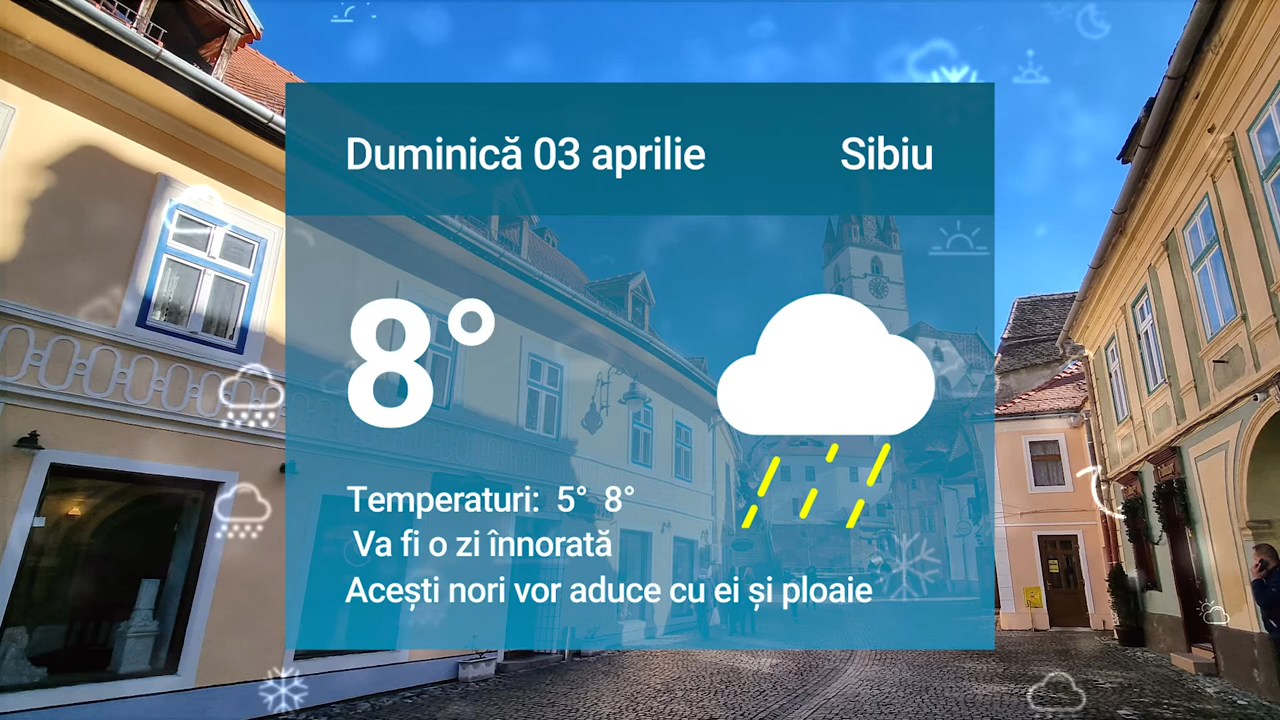 Duminică 03 aprilie Sibiu
8°
Temperaturi: 5° 8°
Va fi o zi înnorată
Acești nori vor aduce cu ei și ploaie